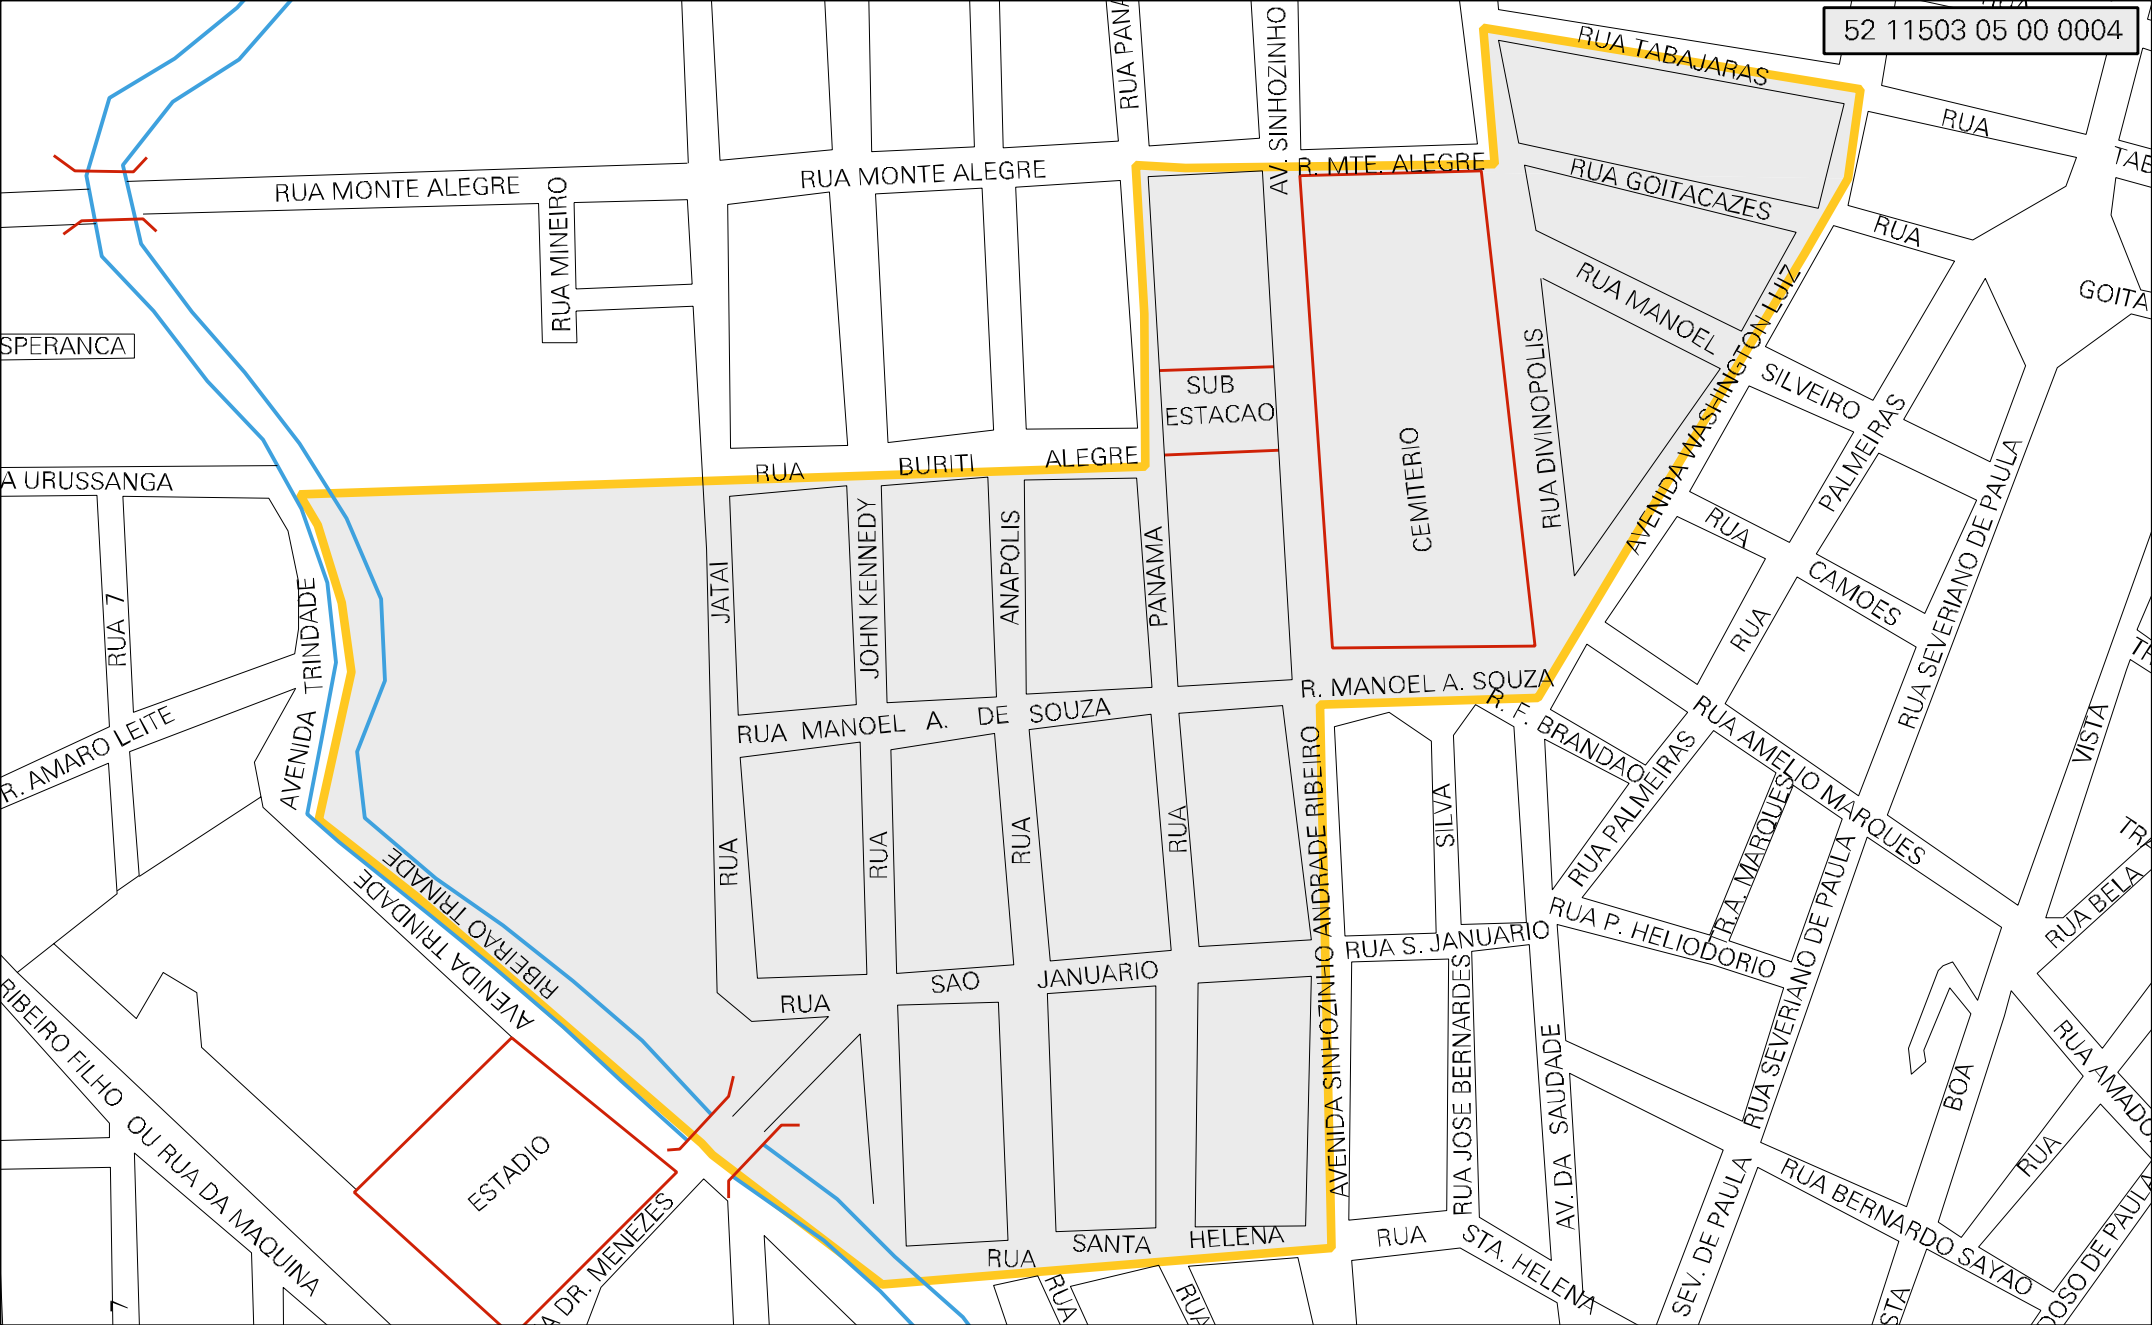 52 11503 05 00 0004
RUA TABAJARAS
RUA
AV. SINHOZINHO
R. MTE. ALEGRE
RUA MONTE ALEGRE
RUA MONTE ALEGRE
RUA MINEIRO
RUA GOITACAZES
RUA
RUA MANOEL
SILVEIRO
SPERANCA
SUB
ESTACAO
CEMITERIO
RUA DIVINOPOLIS
AVENIDA WASHINGTON LUIZ
PALMEIRAS
RUA
RUA SEVERIANO DE PAULA
A URUSSANGA
RUA
BURITI
ALEGRE
RUA
CAMOES
RUA 7
AVENIDA TRINDADE
JATAI
JOHN KENNEDY
ANAPOLIS
PANAMA
R. AMARO LEITE
RUA MANOEL A. DE SOUZA
R. MANOEL A. SOUZA
R. F. BRANDAO
RUA AMELIO MARQUES
RUA PALMEIRAS
R.A. MARQUES
VISTA
RUA
RUA
RUA
RUA
SILVA
AVENIDA SINHOZINHO ANDRADE RIBEIRO
RUA S. JANUARIO
RUA P. HELIODORIO
RUA SEVERIANO DE PAULA
RUA BELA
RIBEIRAO TRINADE
AVENIDA TRINDADE
RUA
SAO
JANUARIO
RUA JOSE BERNARDES
AV. DA SAUDADE
BOA
RUA AMADO
RUA
RIBEIRO FILHO OU RUA DA MAQUINA
ESTADIO
DR. MENEZES
RUA
SANTA
HELENA
RUA
STA. HELENA
SEV. DE PAULA
RUA BERNARDO SAYAO
OSO DE PAULA
RUA
RUA
7